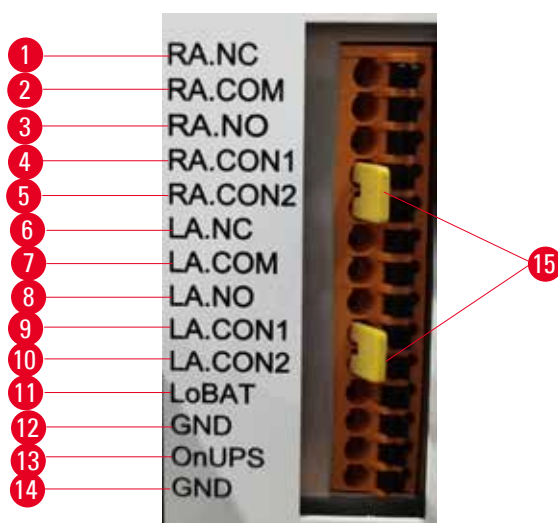 1 RA.NC
2 RA.COM
3 RA.NO
4 RA.CON1
5 RA.CON2
6 LA.NC
7 LA.COM
8 LA.NO
9 LA.CON1
10 LA.CON2
11 LoBAT
12 GND
13 OnUPS
14 GND
15